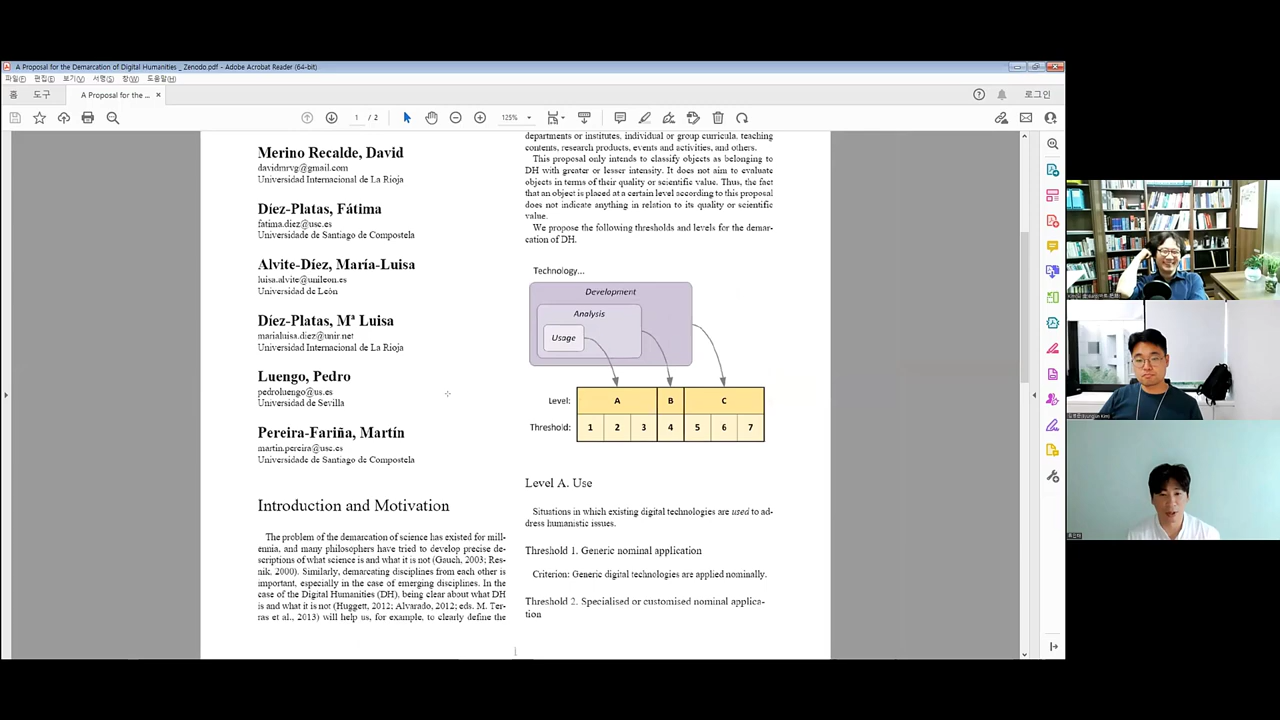 A Proposal for the Demarcation of Digital Humanities _ Zenodo.pdf - Adobe Acrobat Reader (64-bit)
파일(F) 편집(E) 보기(V) 서명(S) 창(W) 도움말(H)
홈 도구 A Proposal for the ... × 로그인
1 / 2 125%
Merino Recalde, David
davidmrvg@gmail.com
Universidad Internacional de La Rioja
Díez-Platas, Fátima
fatima.diez@usc.es
Universidade de Santiago de Compostela
Alvite-Díez, María-Luisa
luisa.alvite@unileon.es
Universidad de León
Díez-Platas, Mª Luisa
marialuisa.diez@unir.net
Universidad Internacional de La Rioja
Luengo, Pedro
pedroluengo@us.es
Universidad de Sevilla
Pereira-Fariña, Martín
martin.pereira@usc.es
Universidade de Santiago de Compostela
Introduction and Motivation
The problem of the demarcation of science has existed for mill-
ennia, and many philosophers have tried to develop precise de-
scriptions of what science is and what it is not (Gauch, 2003; Res-
nik, 2000). Similarly, demarcating disciplines from each other is
important, especially in the case of emerging disciplines. In the
case of the Digital Humanities (DH), being clear about what DH
is and what it is not (Huggett, 2012; Alvarado, 2012; eds. M. Ter-
ras et al., 2013) will help us, for example, to clearly define the
departments or institutes, individual or group curricula, teaching
contents, research products, events and activities, and others.
This proposal only intends to classify objects as belonging to
DH with greater or lesser intensity. It does not aim to evaluate
objects in terms of their quality or scientific value. Thus, the fact
that an object is placed at a certain level according to this proposal
does not indicate anything in relation to its quality or scientific
value.
We propose the following thresholds and levels for the demar-
cation of DH.
Technology...
Development
Analysis
Usage
Level: A B C
Threshold: 1 2 3 4 5 6 7
Level A. Use
Situations in which existing digital technologies are used to ad-
dress humanistic issues.
Threshold 1. Generic nominal application
Criterion: Generic digital technologies are applied nominally.
Threshold 2. Specialised or customised nominal applica-
tion